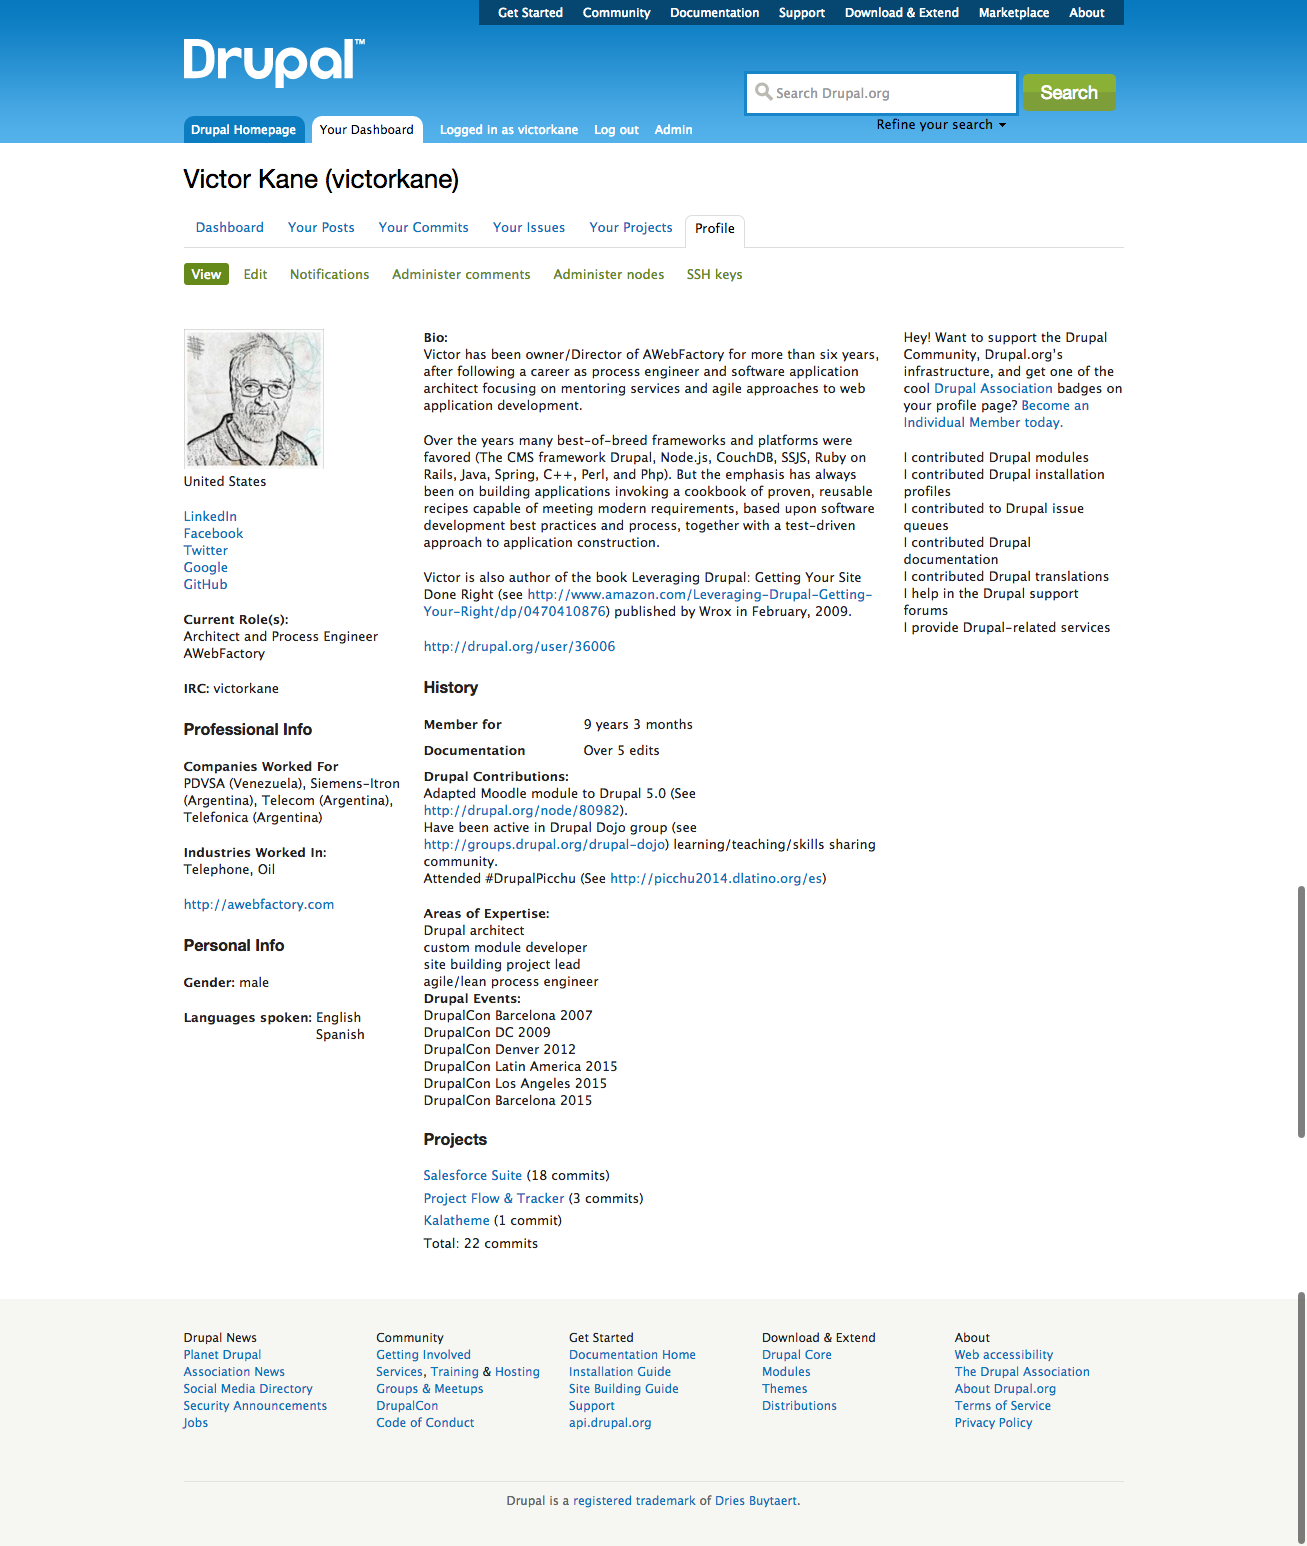 Get Started Community Documentation Support Download & Extend Marketplace About
Drupal™
Search Drupal.org Search
Refine your search
Drupal Homepage Your Dashboard Logged in as victorkane Log out Admin
Victor Kane (victorkane)
Dashboard Your Posts Your Commits Your Issues Your Projects Profile
View Edit Notifications Administer comments Administer nodes SSH keys
United States
LinkedIn
Facebook
Twitter
Google
GitHub
Current Role(s):
Architect and Process Engineer
AWebFactory
IRC: victorkane
Professional Info
Companies Worked For
PDVSA (Venezuela), Siemens-Itron
(Argentina), Telecom (Argentina),
Telefonica (Argentina)
Industries Worked In:
Telephone, Oil
http://awebfactory.com
Personal Info
Gender: male
Languages spoken: English
Spanish
Bio:
Victor has been owner/Director of AWebFactory for more than six years,
after following a career as process engineer and software application
architect focusing on mentoring services and agile approaches to web
application development.
Over the years many best-of-breed frameworks and platforms were
favored (The CMS framework Drupal, Node.js, CouchDB, SSJS, Ruby on
Rails, Java, Spring, C++, Perl, and Php). But the emphasis has always
been on building applications invoking a cookbook of proven, reusable
recipes capable of meeting modern requirements, based upon software
development best practices and process, together with a test-driven
approach to application construction.
Victor is also author of the book Leveraging Drupal: Getting Your Site
Done Right (see http://www.amazon.com/Leveraging-Drupal-Getting-
Your-Right/dp/0470410876) published by Wrox in February, 2009.
http://drupal.org/user/36006
History
Member for 9 years 3 months
Documentation Over 5 edits
Drupal Contributions:
Adapted Moodle module to Drupal 5.0 (See
http://drupal.org/node/80982).
Have been active in Drupal Dojo group (see
http://groups.drupal.org/drupal-dojo) learning/teaching/skills sharing
community.
Attended #DrupalPicchu (See http://picchu2014.dlatino.org/es)
Areas of Expertise:
Drupal architect
custom module developer
site building project lead
agile/lean process engineer
Drupal Events:
DrupalCon Barcelona 2007
DrupalCon DC 2009
DrupalCon Denver 2012
DrupalCon Latin America 2015
DrupalCon Los Angeles 2015
DrupalCon Barcelona 2015
Projects
Salesforce Suite (18 commits)
Project Flow & Tracker (3 commits)
Kalatheme (1 commit)
Total: 22 commits
Hey! Want to support the Drupal
Community, Drupal.org's
infrastructure, and get one of the
cool Drupal Association badges on
your profile page? Become an
Individual Member today.
I contributed Drupal modules
I contributed Drupal installation
profiles
I contributed to Drupal issue
queues
I contributed Drupal
documentation
I contributed Drupal translations
I help in the Drupal support
forums
I provide Drupal-related services
Drupal News
Planet Drupal
Association News
Social Media Directory
Security Announcements
Jobs
Community
Getting Involved
Services, Training & Hosting
Groups & Meetups
DrupalCon
Code of Conduct
Get Started
Documentation Home
Installation Guide
Site Building Guide
Support
api.drupal.org
Download & Extend
Drupal Core
Modules
Themes
Distributions
About
Web accessibility
The Drupal Association
About Drupal.org
Terms of Service
Privacy Policy
Drupal is a registered trademark of Dries Buytaert.